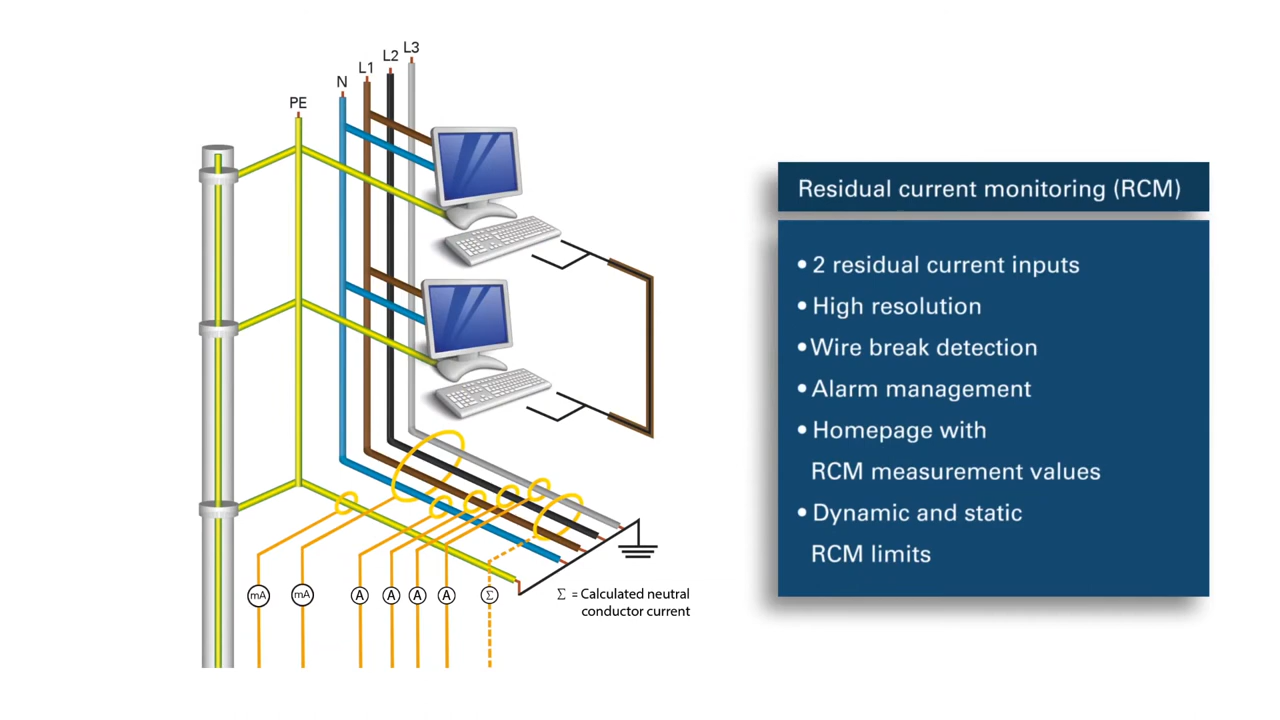 L3
L2
L1
N
PE
mA
mA
A
A
A
A
Σ
Σ = Calculated neutral
conductor current
Residual current monitoring (RCM)
• 2 residual current inputs
• High resolution
• Wire break detection
• Alarm management
• Homepage with
RCM measurement values
• Dynamic and static
RCM limits